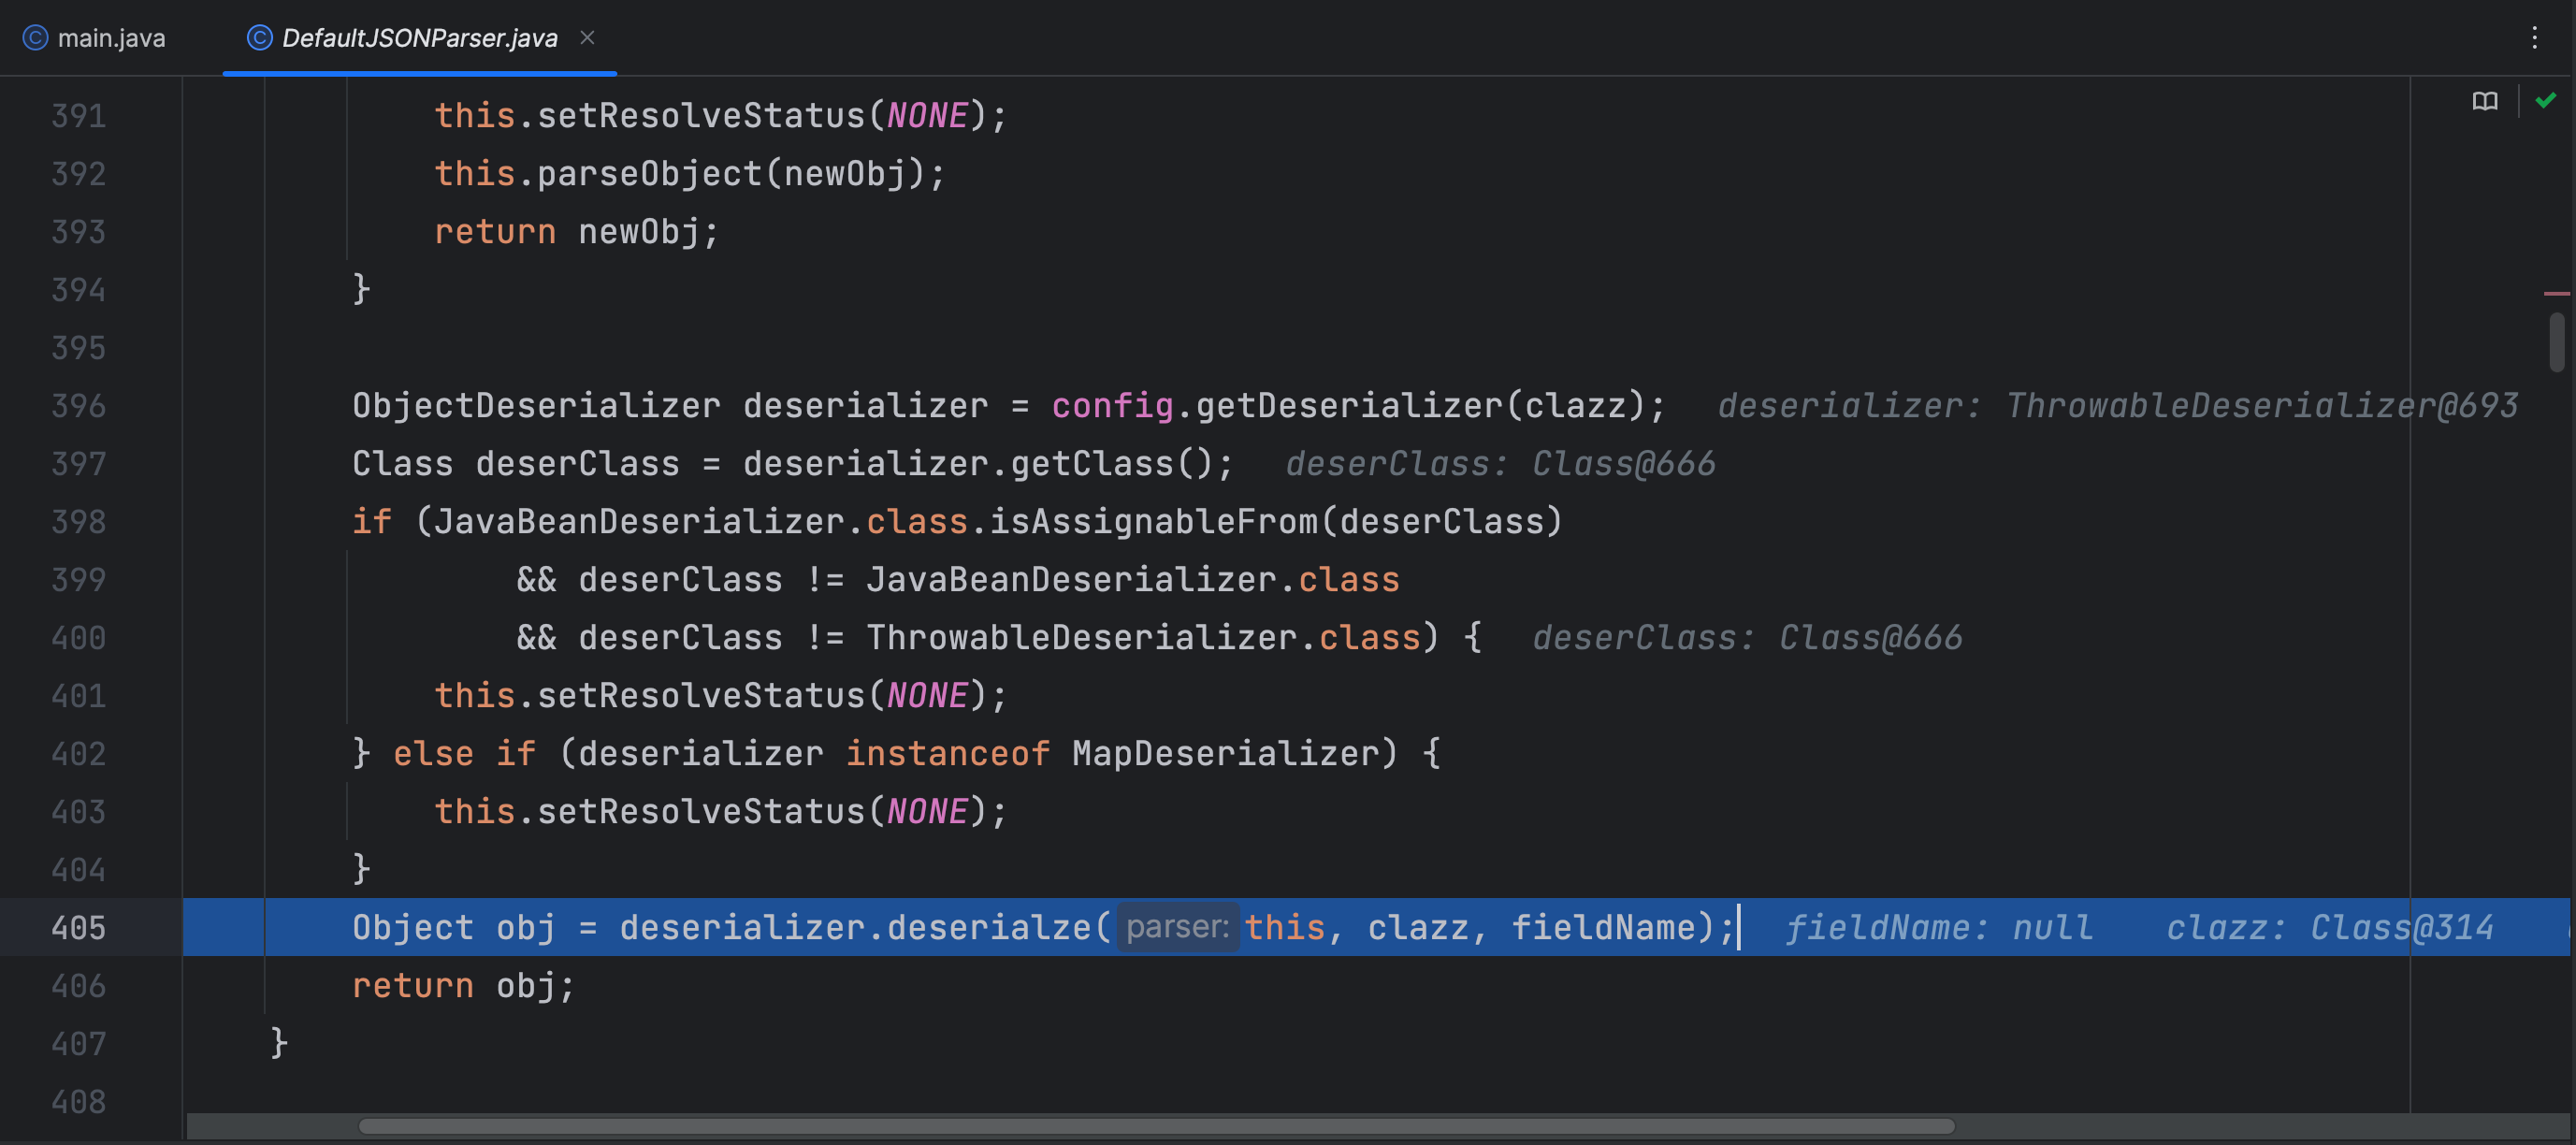 main.java DefaultJSONParser.java
391 this.setResolveStatus(NONE);
392 this.parseObject(newObj);
393 return newObj;
394 }
395
396 ObjectDeserializer deserializer = config.getDeserializer(clazz); deserializer: ThrowableDeserializer@693
397 Class deserClass = deserializer.getClass(); deserClass: Class@666
398 if (JavaBeanDeserializer.class.isAssignableFrom(deserClass)
399 && deserClass != JavaBeanDeserializer.class
400 && deserClass != ThrowableDeserializer.class) { deserClass: Class@666
401 this.setResolveStatus(NONE);
402 } else if (deserializer instanceof MapDeserializer) {
403 this.setResolveStatus(NONE);
404 }
405 Object obj = deserializer.deserialze( parser: this, clazz, fieldName); fieldName: null clazz: Class@314
406 return obj;
407 }
408